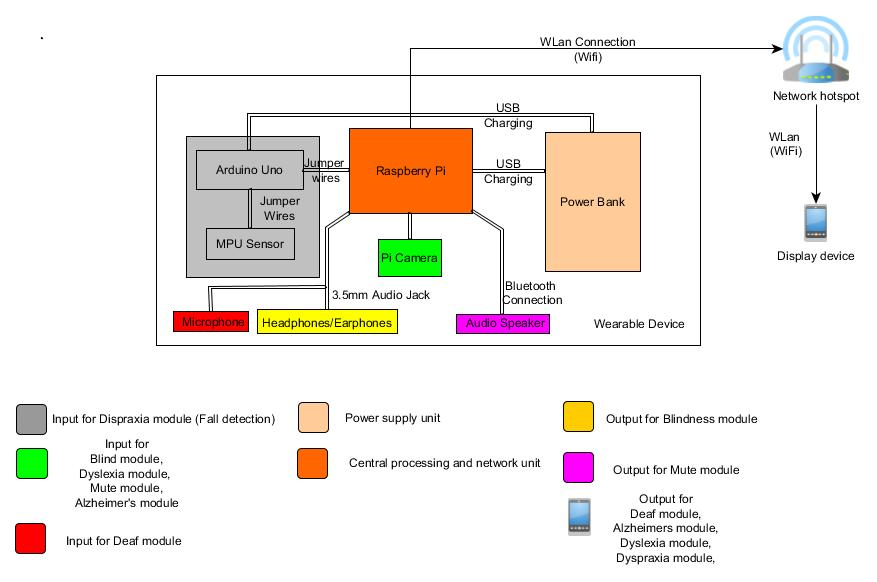 WLan Connection
(Wifi)
Network hotspot
USB
Charging
WLan
(WiFi)
Arduino Uno
Jumper
wires
Raspberry Pi
USB
Charging
Power Bank
Jumper
Wires
MPU Sensor
Pi Camera
Display device
3.5mm Audio Jack
Bluetooth
Connection
Microphone
Headphones/Earphones
Audio Speaker
Wearable Device
Input for Dispraxia module (Fall detection)
Power supply unit
Output for Blindness module
Input for
Blind module,
Dyslexia module,
Mute module,
Alzheimer's module
Central processing and network unit
Output for Mute module
Output for
Deaf module,
Alzheimers module,
Dyslexia module,
Dyspraxia module,
Input for Deaf module